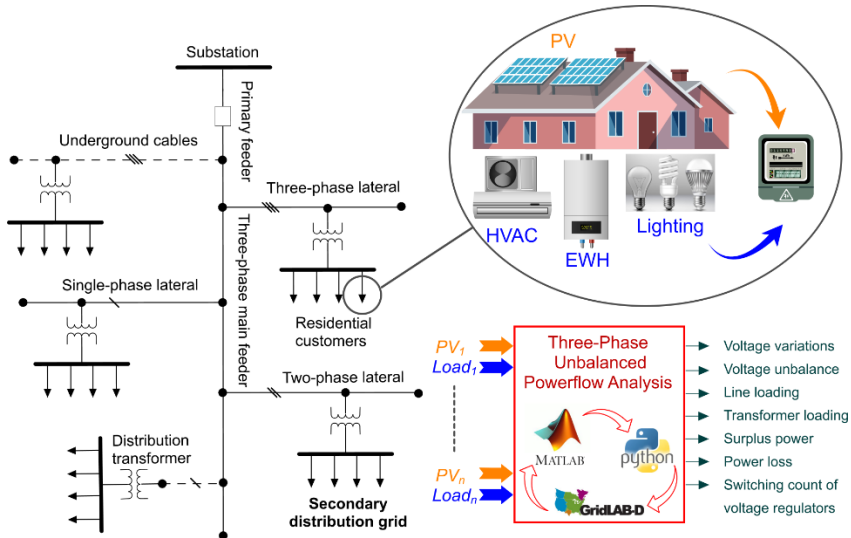 Substation
Primary feeder
Underground cables
Three-phase lateral
Three-phase main feeder
Single-phase lateral
Residential
customers
Two-phase lateral
Distribution
transformer
Secondary
distribution grid
PV
HVAC
EWH
Lighting
PV1
Load1
PVn
Loadn
Three-Phase
Unbalanced
Powerflow Analysis
MATLAB
python
GridLAB-D
Voltage variations
Voltage unbalance
Line loading
Transformer loading
Surplus power
Power loss
Switching count of
voltage regulators